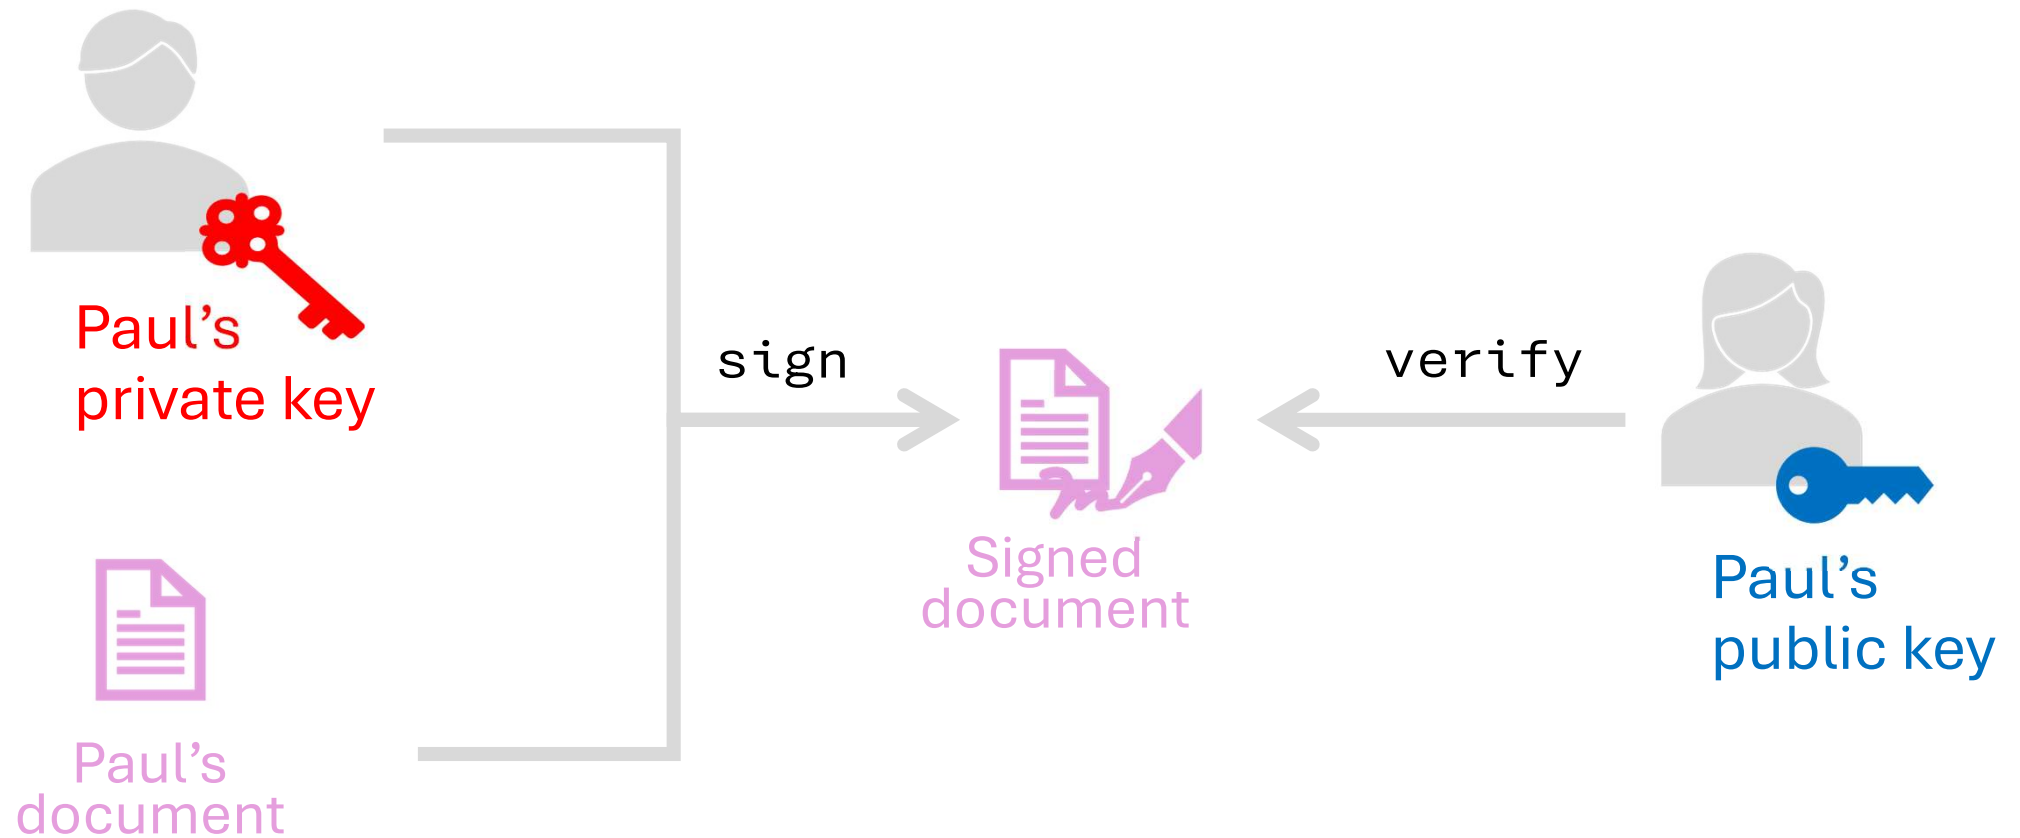 Paul’s
private key
sign
verify
Signed
document
Paul’s
public key
Paul’s
document